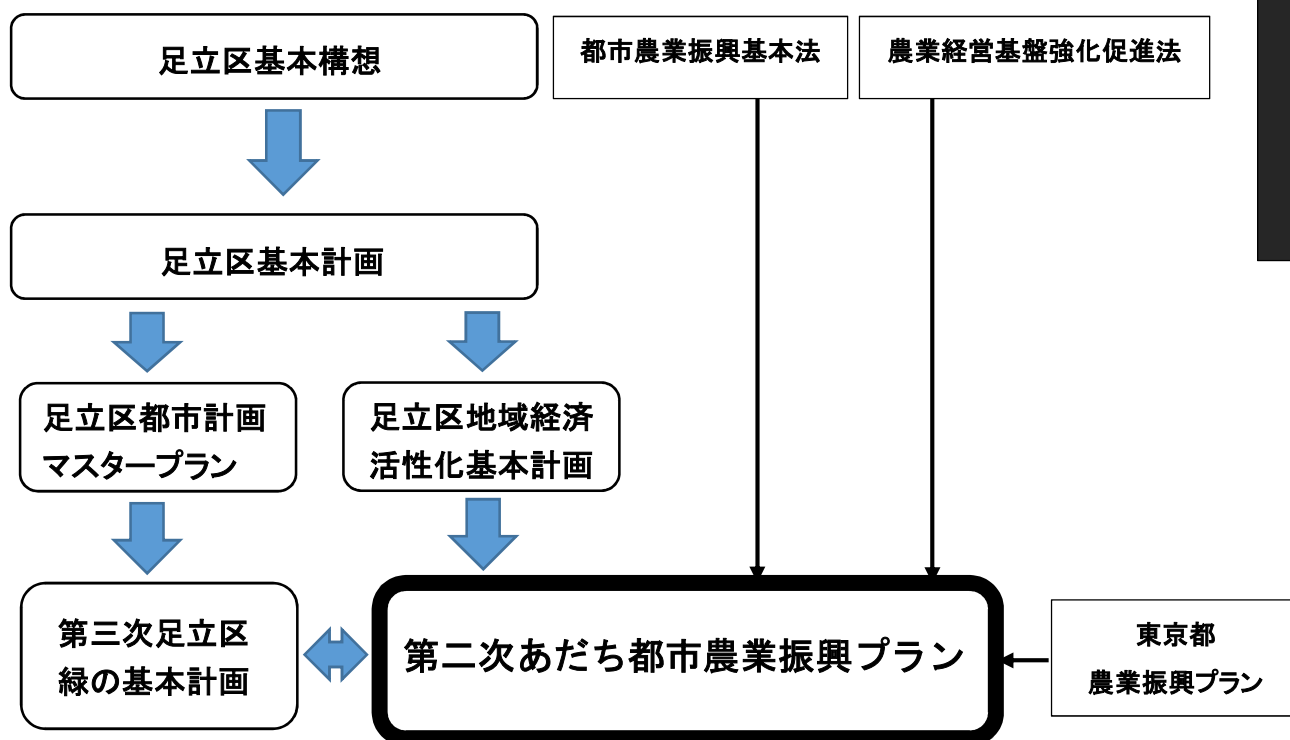 足立区基本構想
都市農業振興基本法
農業経営基盤強化促進法
足立区基本計画
足立区都市計画
マスタープラン
足立区地域経済
活性化基本計画
第三次足立区
緑の基本計画
第二次あだち都市農業振興プラン
東京都
農業振興プラン